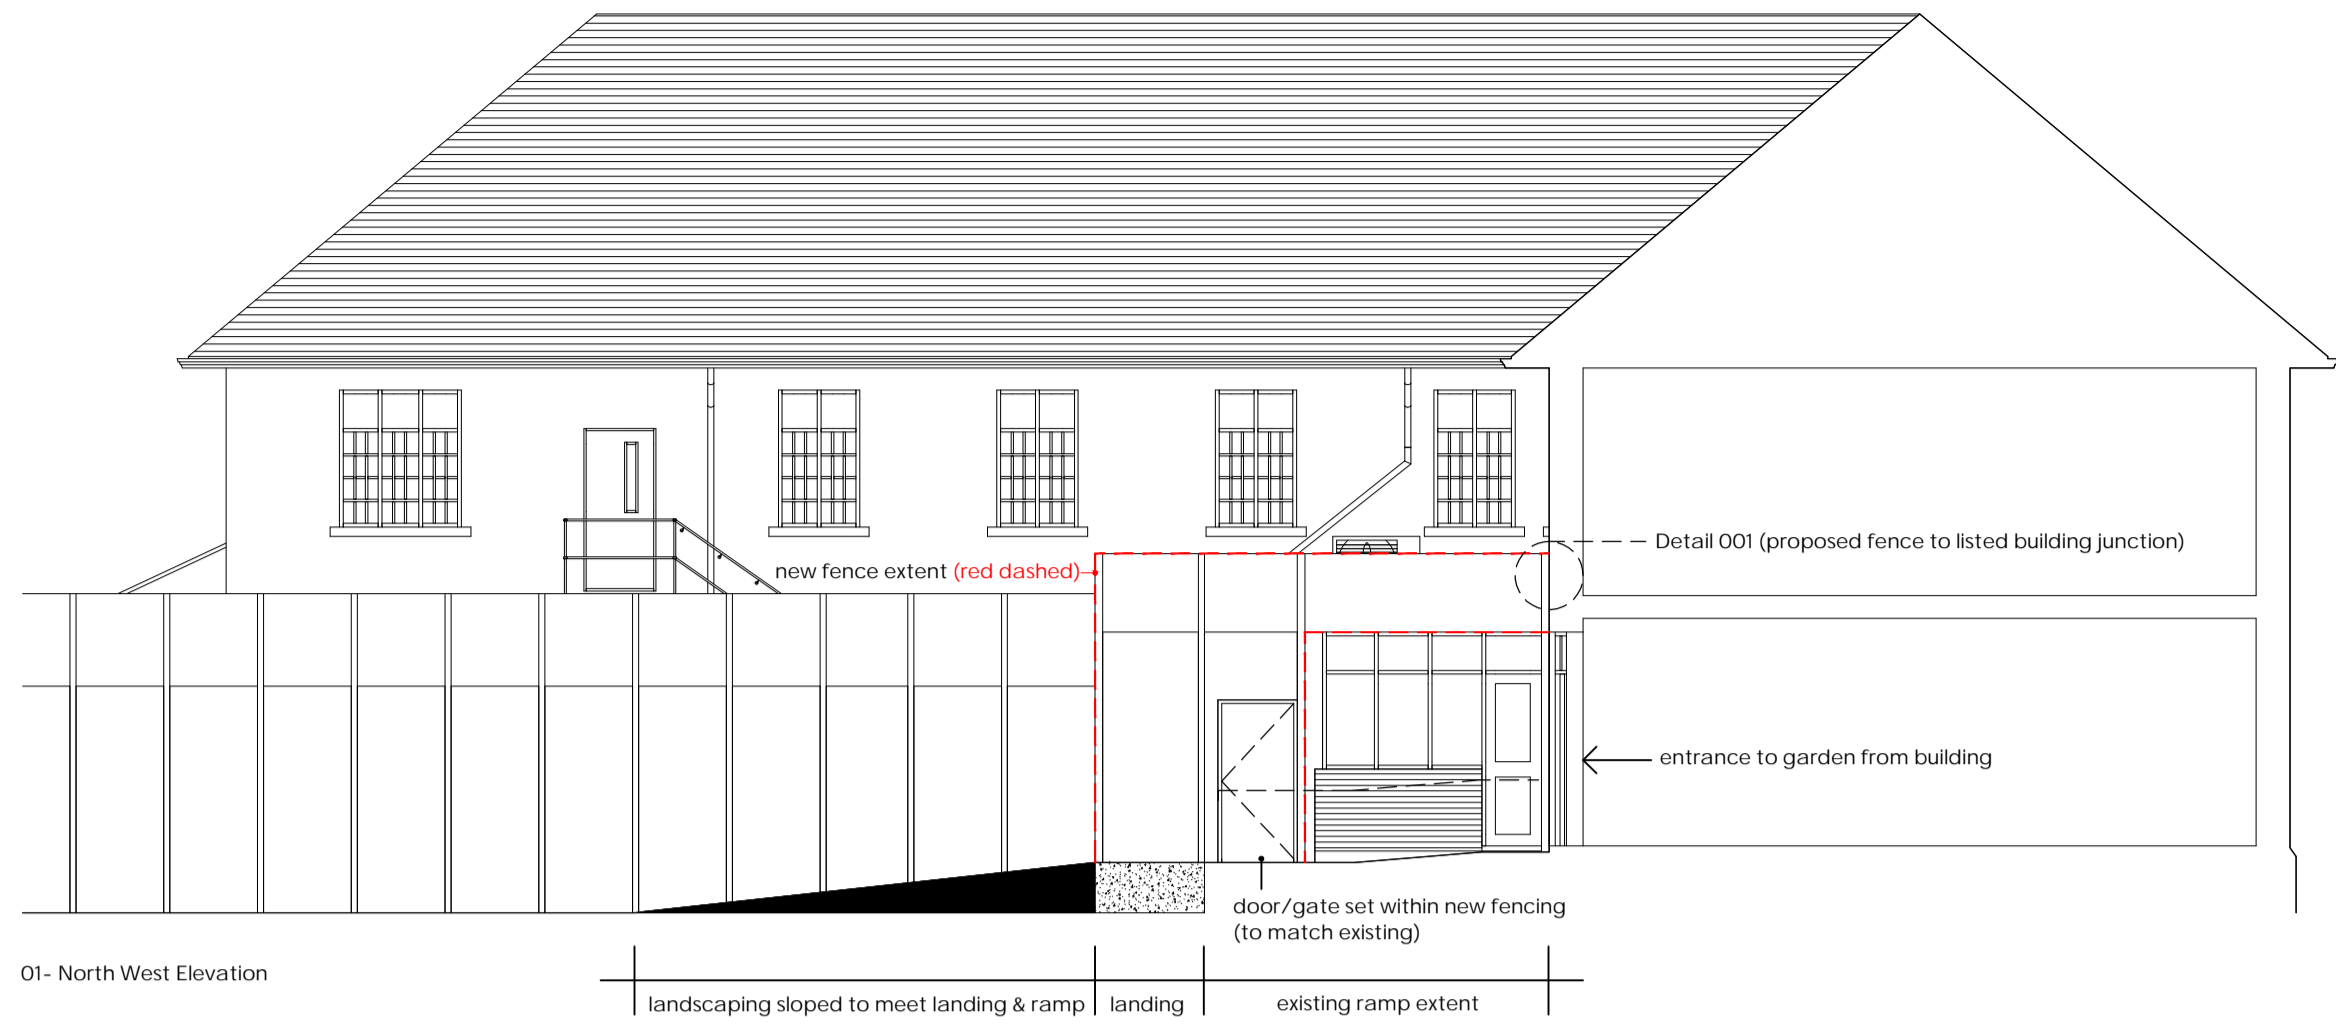 Detail 001 (proposed fence to listed building junction)
new fence extent (red dashed)
entrance to garden from building
door/gate set within new fencing
(to match existing)
01- North West Elevation
landscaping sloped to meet landing & ramp
landing
existing ramp extent